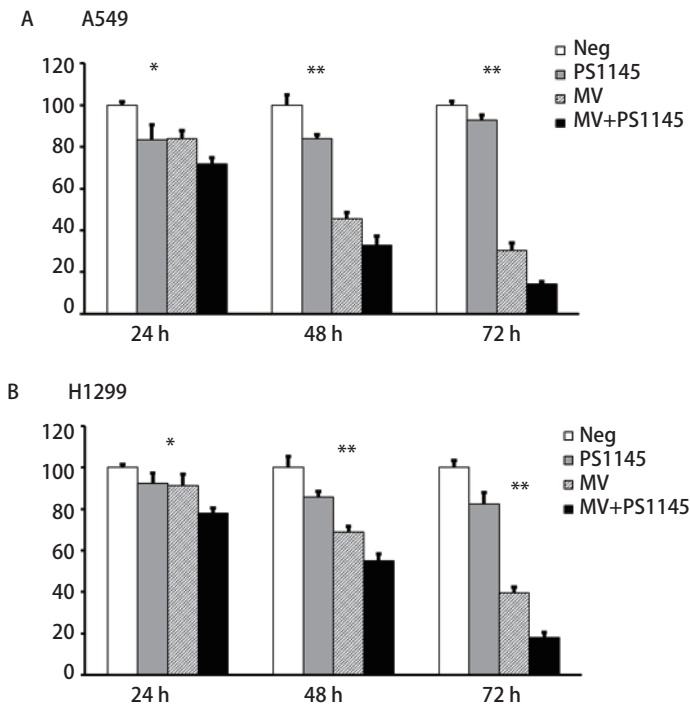 A A549
Neg
PS1145
MV
MV+PS1145
120
100
80
60
40
20
0
* ** **
24 h 48 h 72 h
B H1299
Neg
PS1145
MV
MV+PS1145
120
100
80
60
40
20
0
* ** **
24 h 48 h 72 h